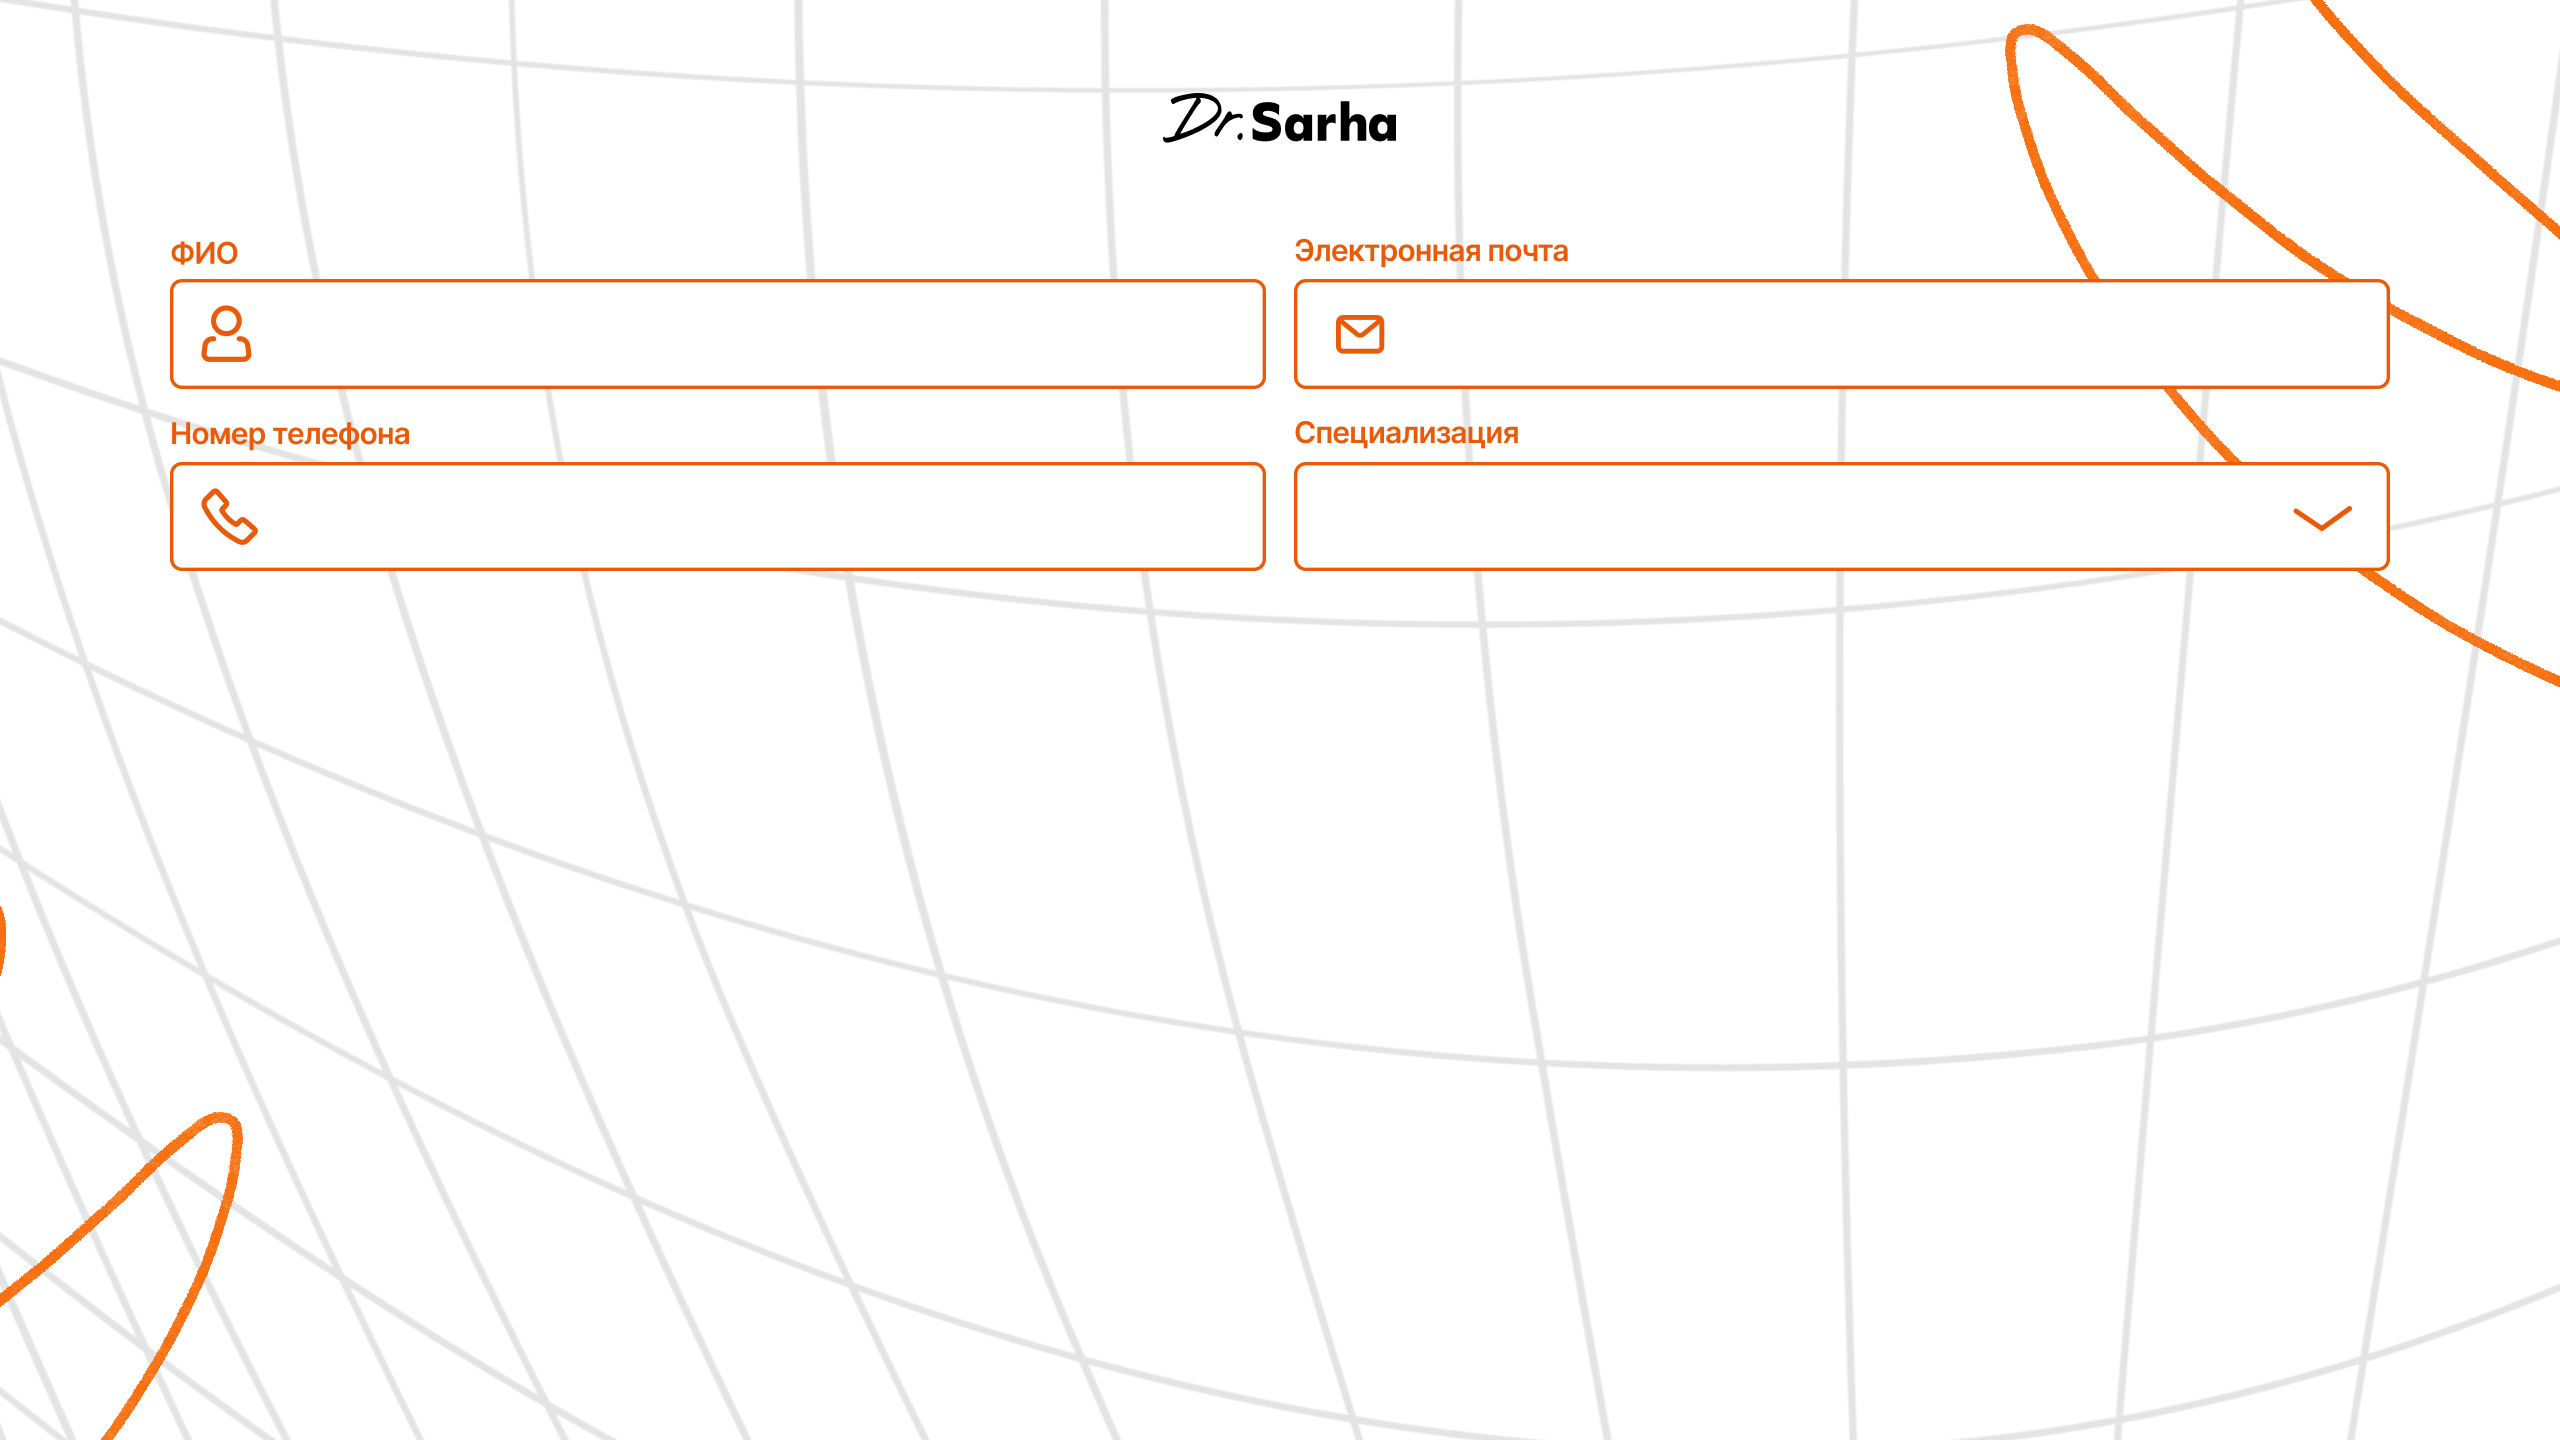 Dr.Sarha
ФИО
Электронная почта
Номер телефона
Специализация